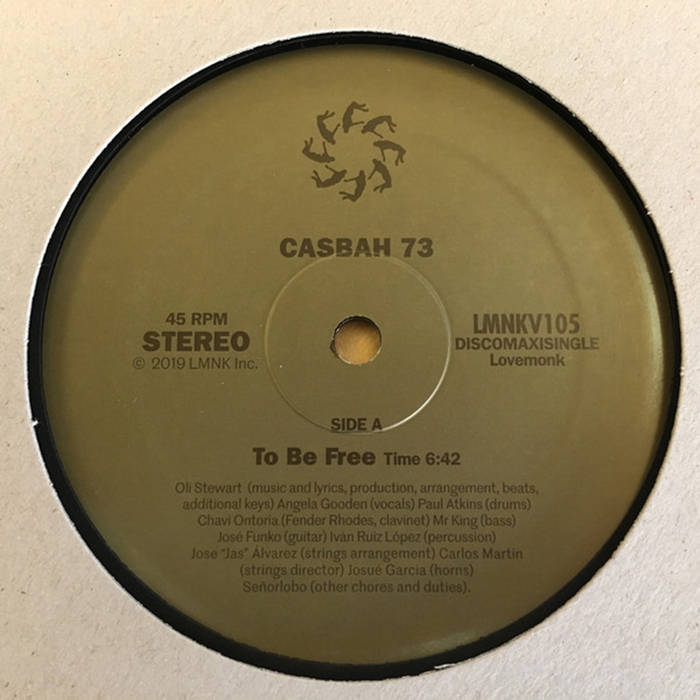 CASBAH 73
45 RPM
STEREO
© 2019 LMNK Inc.
LMNKV105
DISCOMAXISINGLE
Lovemonk
SIDE A
To Be Free Time 6:42
Oli Stewart (music and lyrics, production, arrangement, beats,
additional keys) Angela Gooden (vocals) Paul Atkins (drums)
Chavi Ontoria (Fender Rhodes, clavinet) Mr King (bass)
José Funko (guitar) Iván Ruiz López (percussion)
Jose "Jas" Álvarez (strings arrangement) Carlos Martin
(strings director) Josué Garcia (horns)
Señorlobo (other chores and duties).